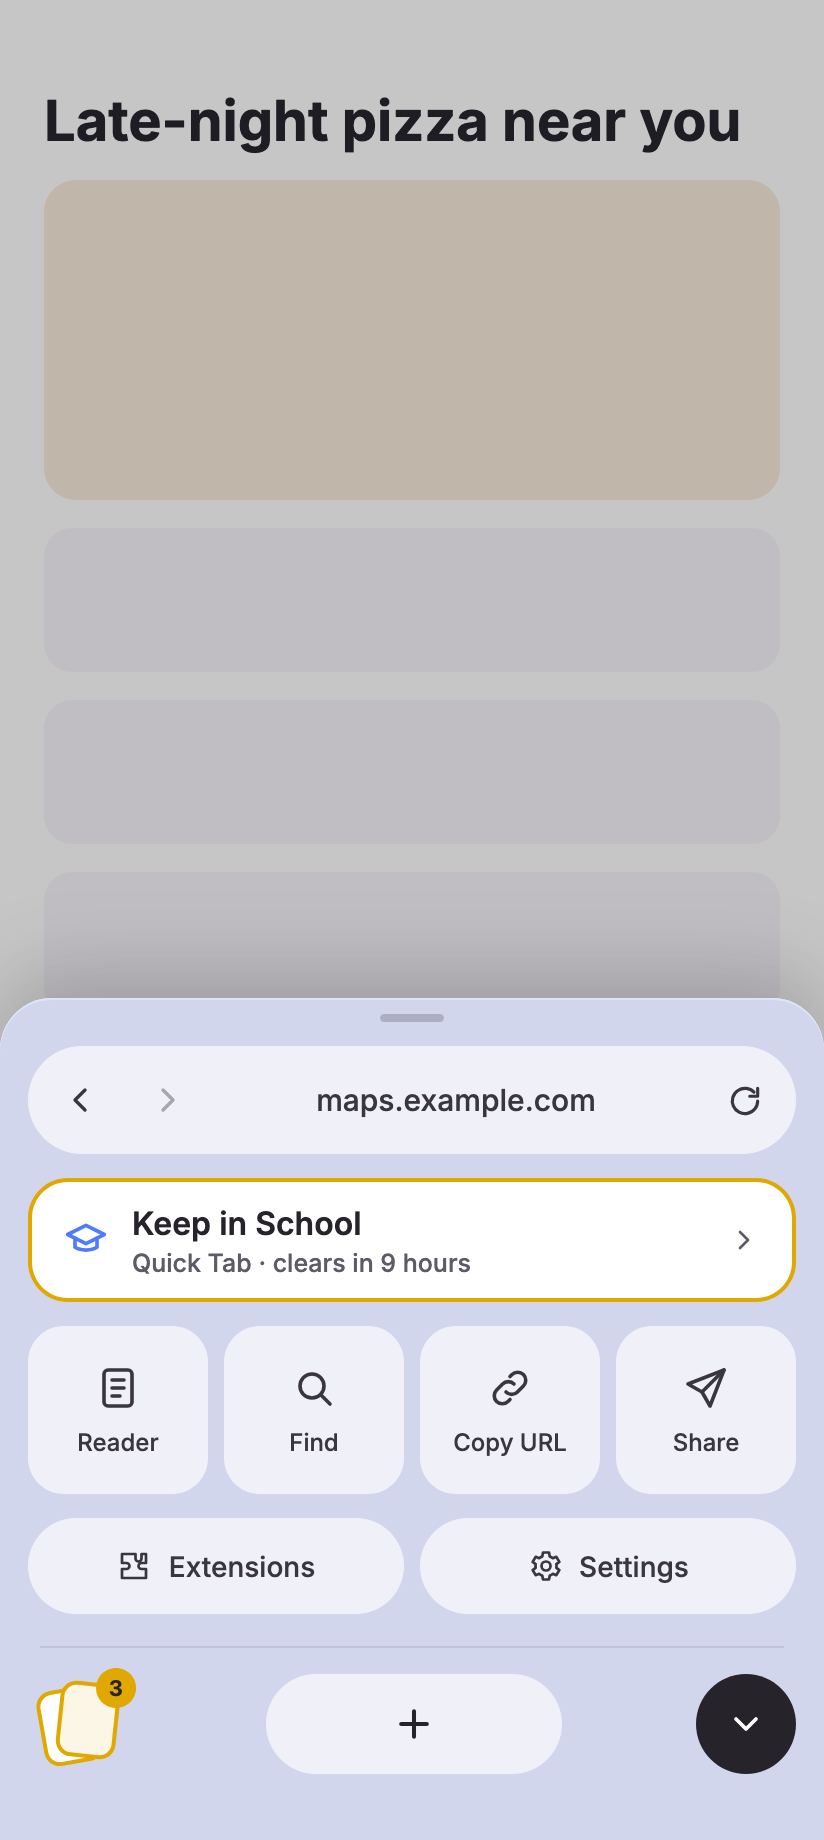 Late-night pizza near you
maps.example.com
Keep in School
Quick Tab · clears in 9 hours
Reader
Find
Copy URL
Share
Extensions
Settings
3